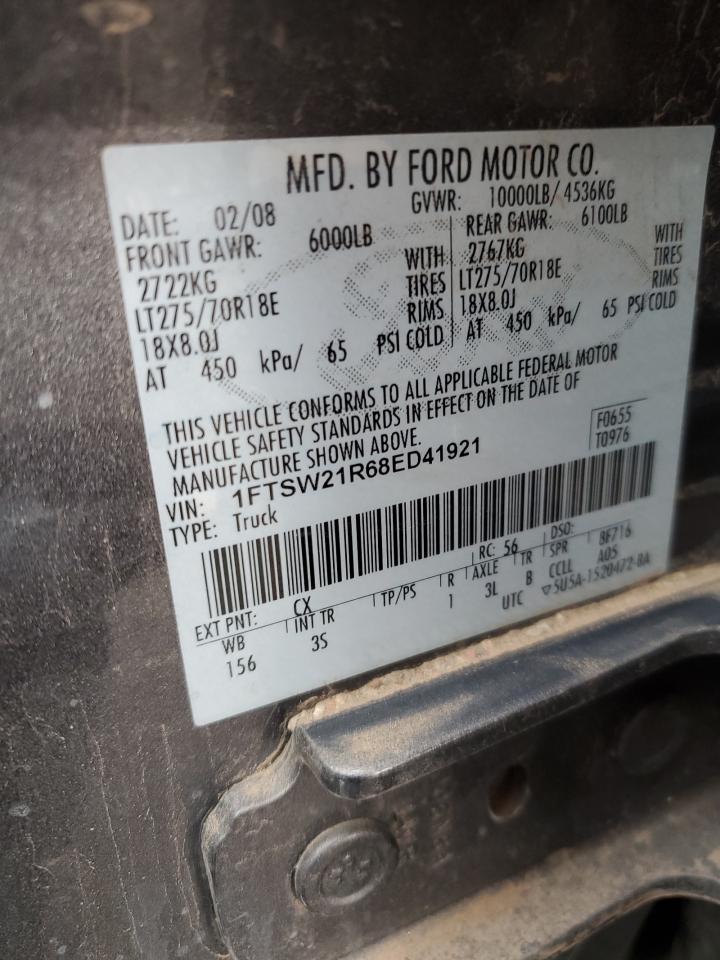 MFD. BY FORD MOTOR CO.
DATE: 02/08 GVWR: 10000LB/ 4536KG
FRONT GAWR: 6000LB REAR GAWR: 6100LB
2722KG WITH 2767KG WITH
LT275/70R18E TIRES LT275/70R18E TIRES
18X8.0J RIMS 18X8.0J RIMS
AT 450 kPa/ 65 PSI COLD AT 450 kPa/ 65 PSI COLD
THIS VEHICLE CONFORMS TO ALL APPLICABLE FEDERAL MOTOR
VEHICLE SAFETY STANDARDS IN EFFECT ON THE DATE OF
MANUFACTURE SHOWN ABOVE.
F0655
T0976
VIN: 1FTSW21R68ED41921
TYPE: Truck
EXT PNT: CX RC: 56 DSO:
WB INT TR TP/PS R AXLE TR SPR 8F716
156 3S 1 3L B CCLL A05
UTC ▽5U5A-1520472-BA